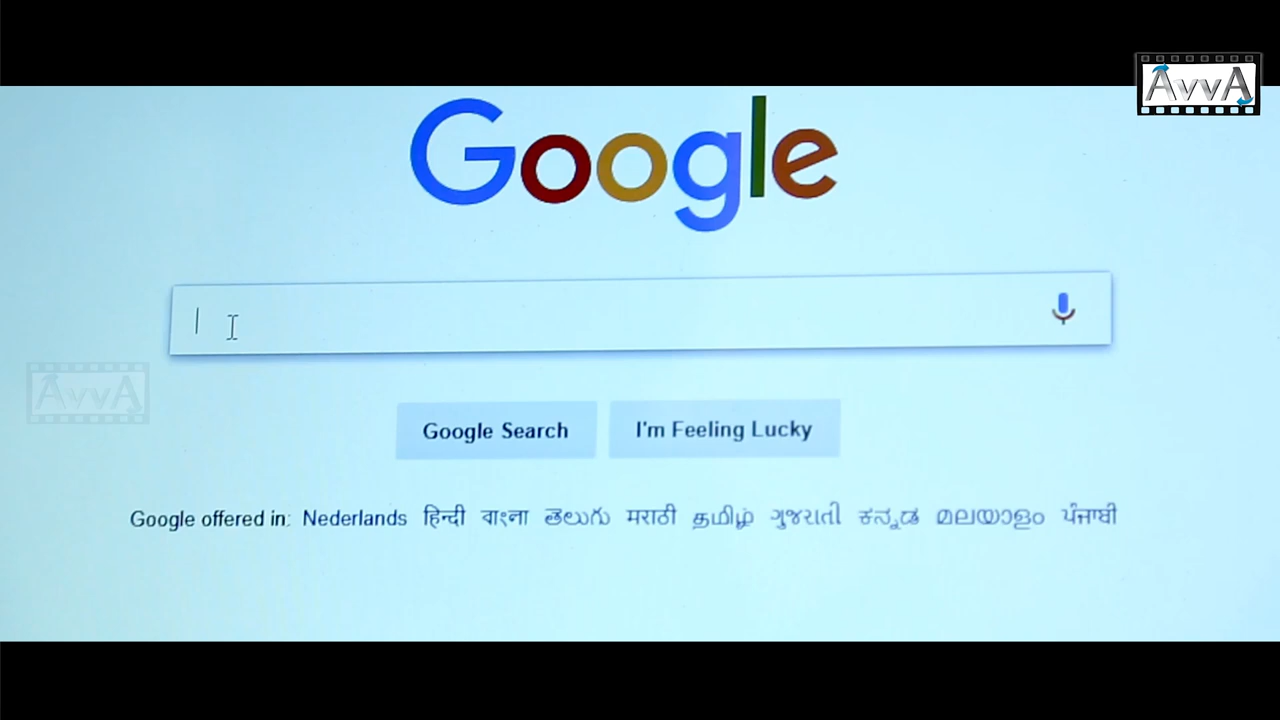 AvvA
Google
AvvA
Google Search I'm Feeling Lucky
Google offered in: Nederlands हिन्दी বাংলা తెలుగు मराठी தமிழ் ગુજરાતી ಕನ್ನಡ മലയാളം ਪੰਜਾਬੀ